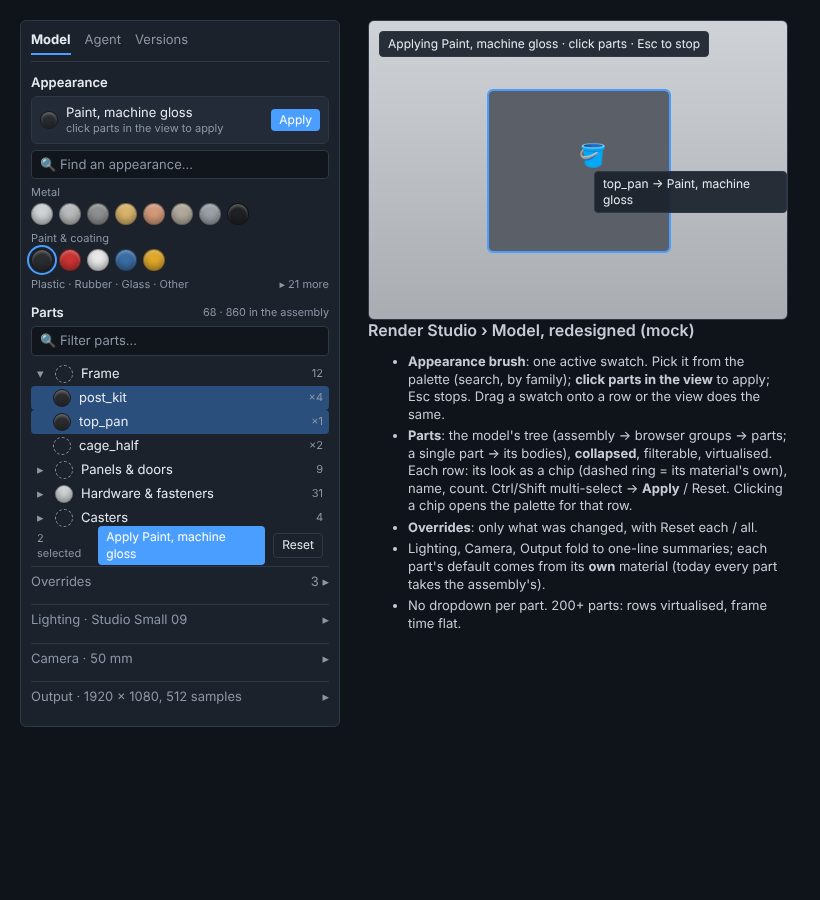 Model Agent Versions
Appearance
Paint, machine gloss
click parts in the view to apply
Apply
Find an appearance...
Metal
Paint & coating
Plastic · Rubber · Glass · Other ▸ 21 more
Parts 68 · 860 in the assembly
Filter parts...
▾ Frame 12
post_kit ×4
top_pan ×1
cage_half ×2
▸ Panels & doors 9
▸ Hardware & fasteners 31
▸ Casters 4
2
selected
Apply Paint, machine
gloss
Reset
Overrides 3 ▸
Lighting · Studio Small 09 ▸
Camera · 50 mm ▸
Output · 1920 × 1080, 512 samples ▸
Applying Paint, machine gloss · click parts · Esc to stop
top_pan → Paint, machine
gloss
Render Studio › Model, redesigned (mock)
• Appearance brush: one active swatch. Pick it from the
palette (search, by family); click parts in the view to apply;
Esc stops. Drag a swatch onto a row or the view does the
same.
• Parts: the model's tree (assembly → browser groups → parts;
a single part → its bodies), collapsed, filterable, virtualised.
Each row: its look as a chip (dashed ring = its material's own),
name, count. Ctrl/Shift multi-select → Apply / Reset. Clicking
a chip opens the palette for that row.
• Overrides: only what was changed, with Reset each / all.
• Lighting, Camera, Output fold to one-line summaries; each
part's default comes from its own material (today every part
takes the assembly's).
• No dropdown per part. 200+ parts: rows virtualised, frame
time flat.